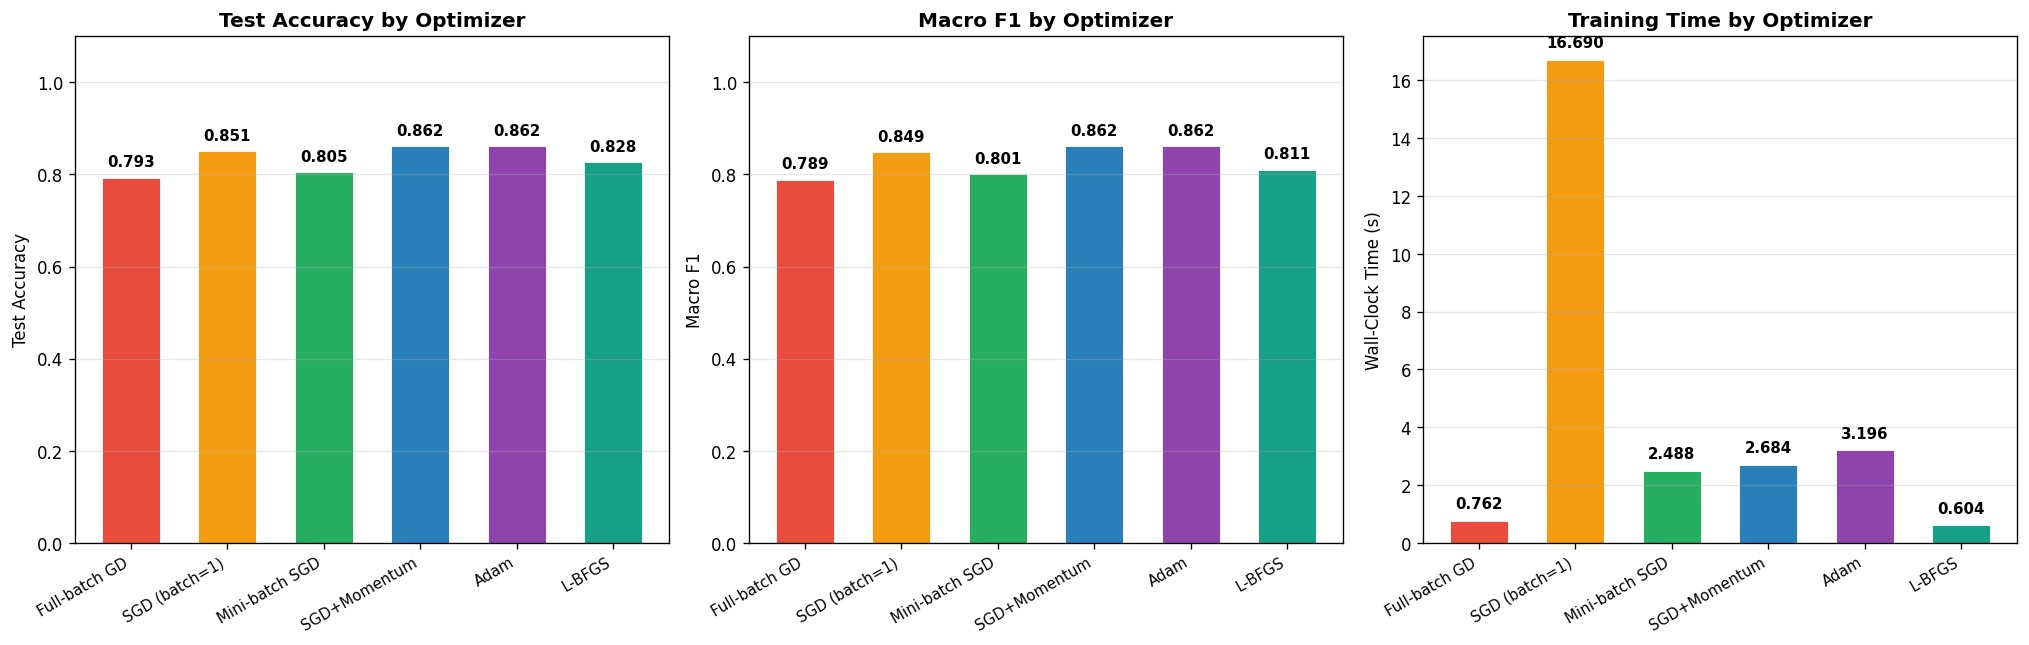 Test Accuracy by Optimizer
Test Accuracy
1.0
0.8
0.6
0.4
0.2
0.0
0.793
0.851
0.805
0.862
0.862
0.828
Full-batch GD
SGD (batch=1)
Mini-batch SGD
SGD+Momentum
Adam
L-BFGS
Macro F1 by Optimizer
Macro F1
1.0
0.8
0.6
0.4
0.2
0.0
0.789
0.849
0.801
0.862
0.862
0.811
Full-batch GD
SGD (batch=1)
Mini-batch SGD
SGD+Momentum
Adam
L-BFGS
Training Time by Optimizer
Wall-Clock Time (s)
16
14
12
10
8
6
4
2
0
0.762
16.690
2.488
2.684
3.196
0.604
Full-batch GD
SGD (batch=1)
Mini-batch SGD
SGD+Momentum
Adam
L-BFGS